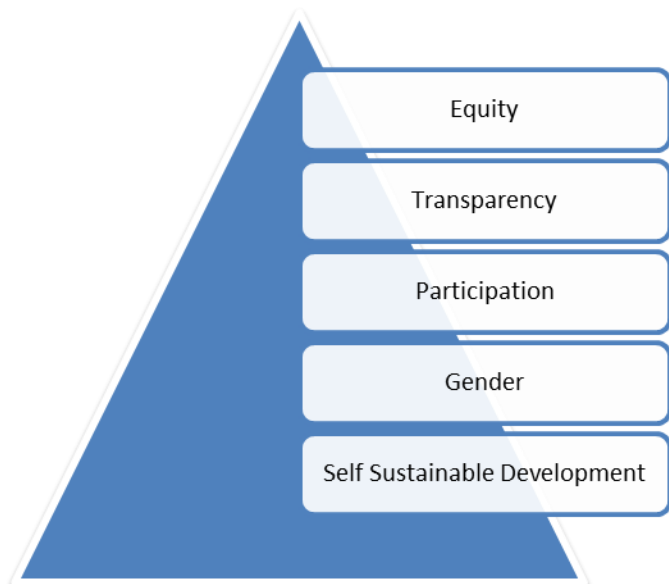 Equity
Transparency
Participation
Gender
Self Sustainable Development